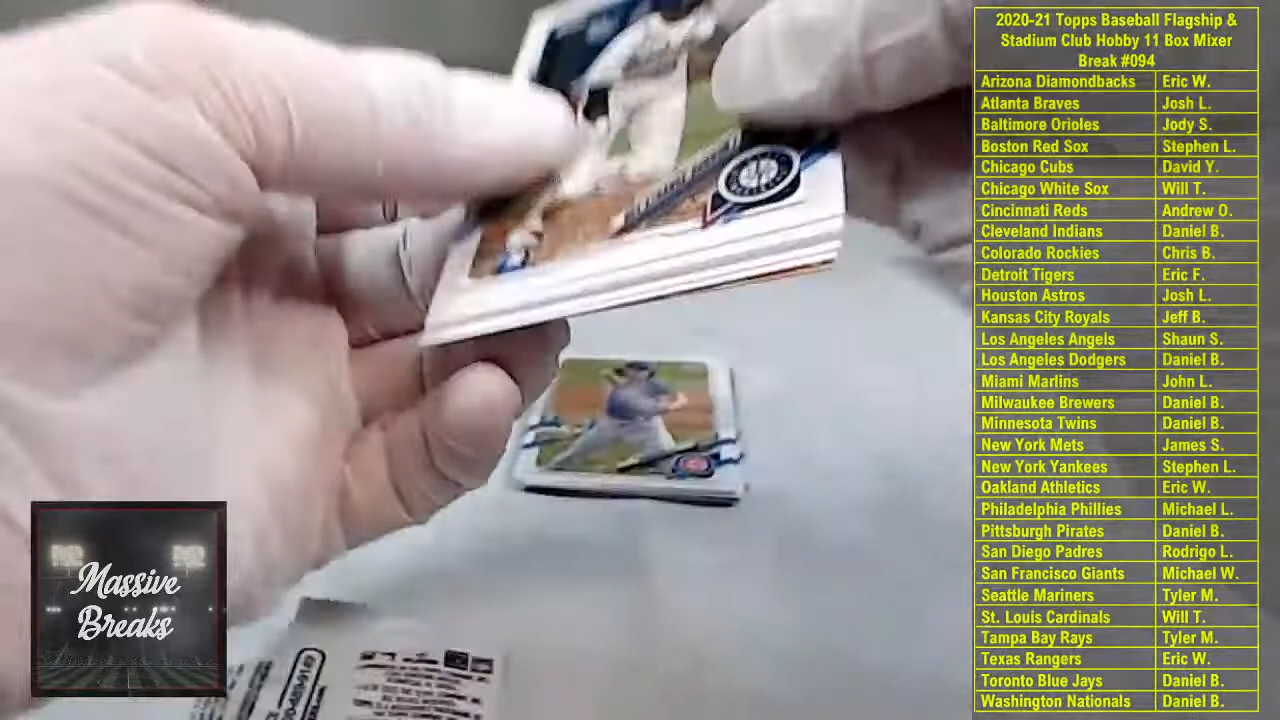 2020-21 Topps Baseball Flagship &
Stadium Club Hobby 11 Box Mixer
Break #094
Arizona Diamondbacks Eric W.
Atlanta Braves Josh L.
Baltimore Orioles Jody S.
Boston Red Sox Stephen L.
Chicago Cubs David Y.
Chicago White Sox Will T.
Cincinnati Reds Andrew O.
Cleveland Indians Daniel B.
Colorado Rockies Chris B.
Detroit Tigers Eric F.
Houston Astros Josh L.
Kansas City Royals Jeff B.
Los Angeles Angels Shaun S.
Los Angeles Dodgers Daniel B.
Miami Marlins John L.
Milwaukee Brewers Daniel B.
Minnesota Twins Daniel B.
New York Mets James S.
New York Yankees Stephen L.
Oakland Athletics Eric W.
Philadelphia Phillies Michael L.
Pittsburgh Pirates Daniel B.
San Diego Padres Rodrigo L.
San Francisco Giants Michael W.
Seattle Mariners Tyler M.
St. Louis Cardinals Will T.
Tampa Bay Rays Tyler M.
Texas Rangers Eric W.
Toronto Blue Jays Daniel B.
Washington Nationals Daniel B.
Massive
Breaks